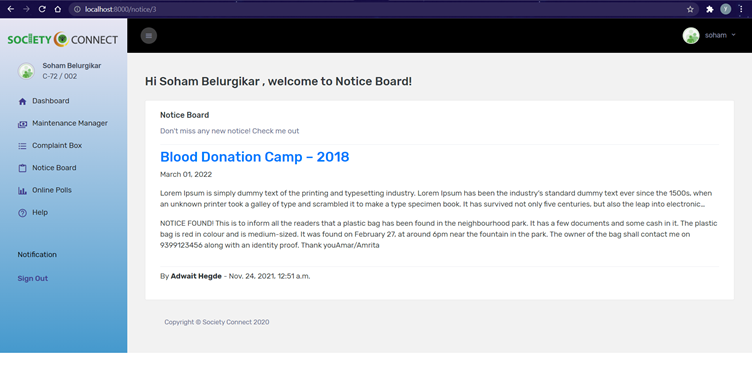 localhost:8000/notice/3
SOCIETY CONNECT
soham
Soham Belurgikar
C-72 / 002
Dashboard
Maintenance Manager
Complaint Box
Notice Board
Online Polls
Help
Notification
Sign Out
Hi Soham Belurgikar , welcome to Notice Board!
Notice Board
Don't miss any new notice! Check me out
Blood Donation Camp – 2018
March 01, 2022
Lorem Ipsum is simply dummy text of the printing and typesetting industry. Lorem Ipsum has been the industry's standard dummy text ever since the 1500s, when
an unknown printer took a galley of type and scrambled it to make a type specimen book. It has survived not only five centuries, but also the leap into electronic...
NOTICE FOUND! This is to inform all the readers that a plastic bag has been found in the neighbourhood park. It has a few documents and some cash in it. The plastic
bag is red in colour and is medium-sized. It was found on February 27, at around 6pm near the fountain in the park. The owner of the bag shall contact me on
9399123456 along with an identity proof. Thank youAmar/Amrita
By Adwait Hegde - Nov. 24, 2021, 12:51 a.m.
Copyright © Society Connect 2020